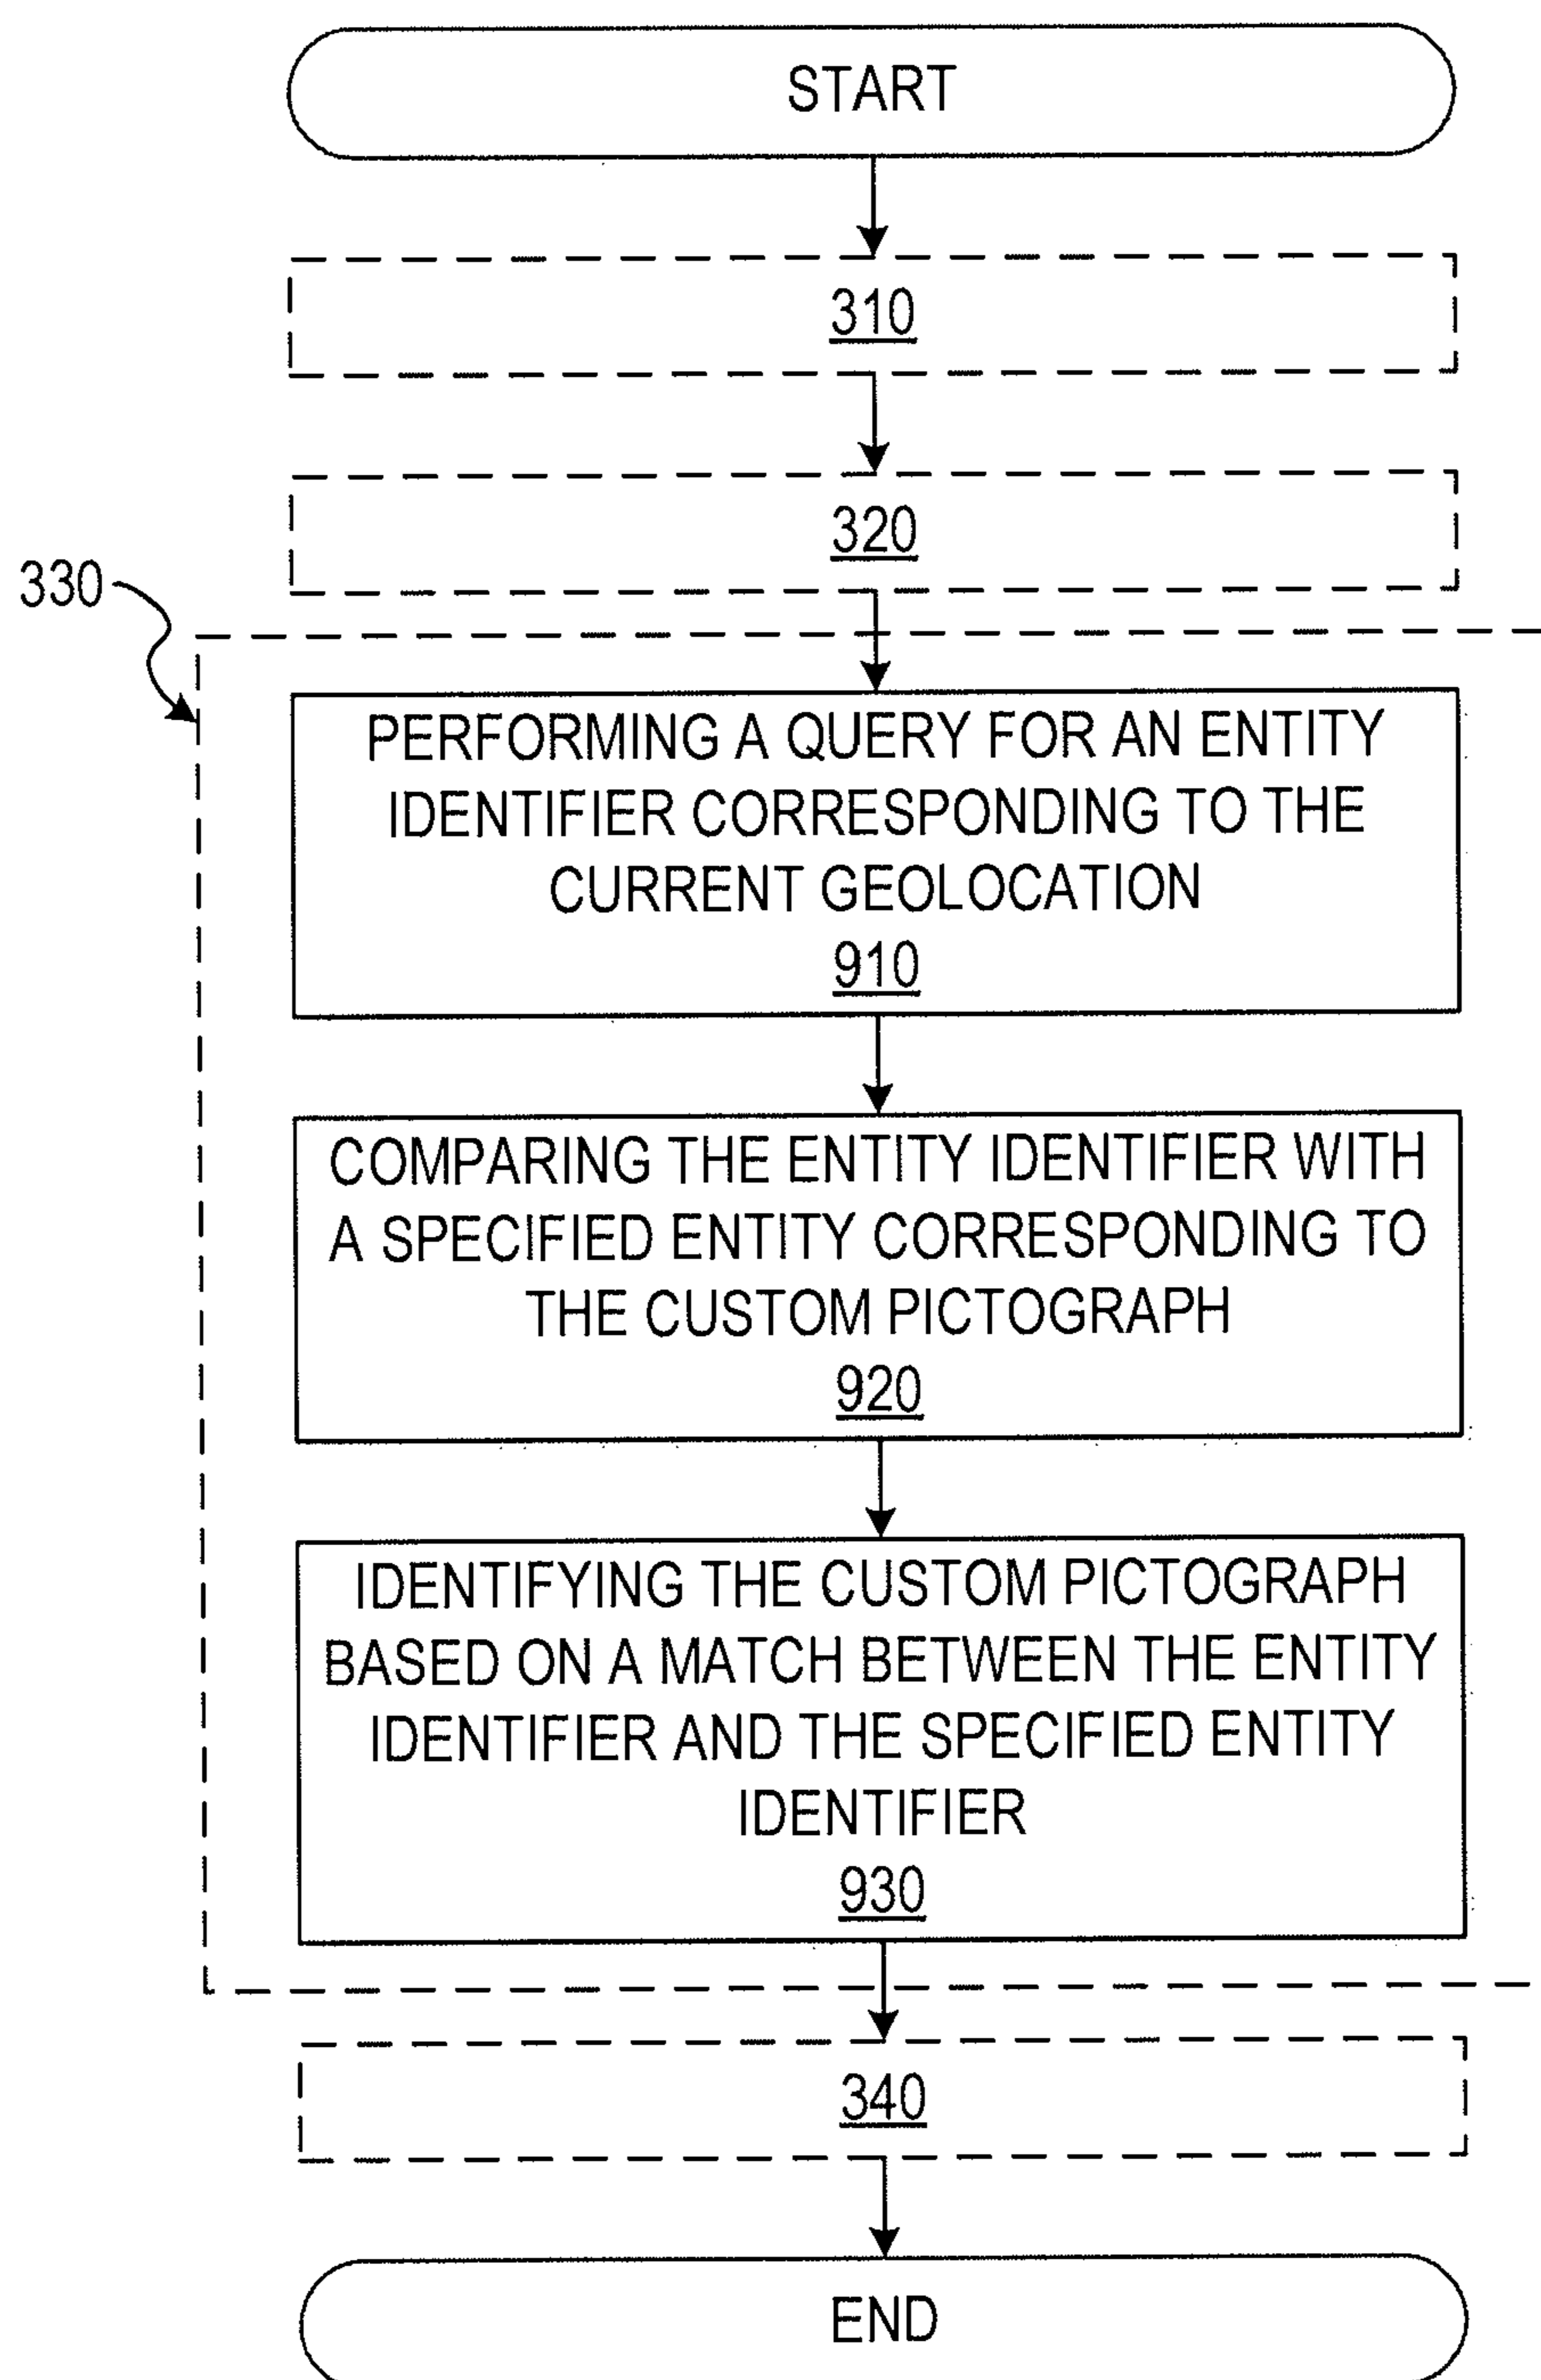 START
310
320
330
PERFORMING A QUERY FOR AN ENTITY
IDENTIFIER CORRESPONDING TO THE
CURRENT GEOLOCATION
910
COMPARING THE ENTITY IDENTIFIER WITH
A SPECIFIED ENTITY CORRESPONDING TO
THE CUSTOM PICTOGRAPH
920
IDENTIFYING THE CUSTOM PICTOGRAPH
BASED ON A MATCH BETWEEN THE ENTITY
IDENTIFIER AND THE SPECIFIED ENTITY
IDENTIFIER
930
340
END